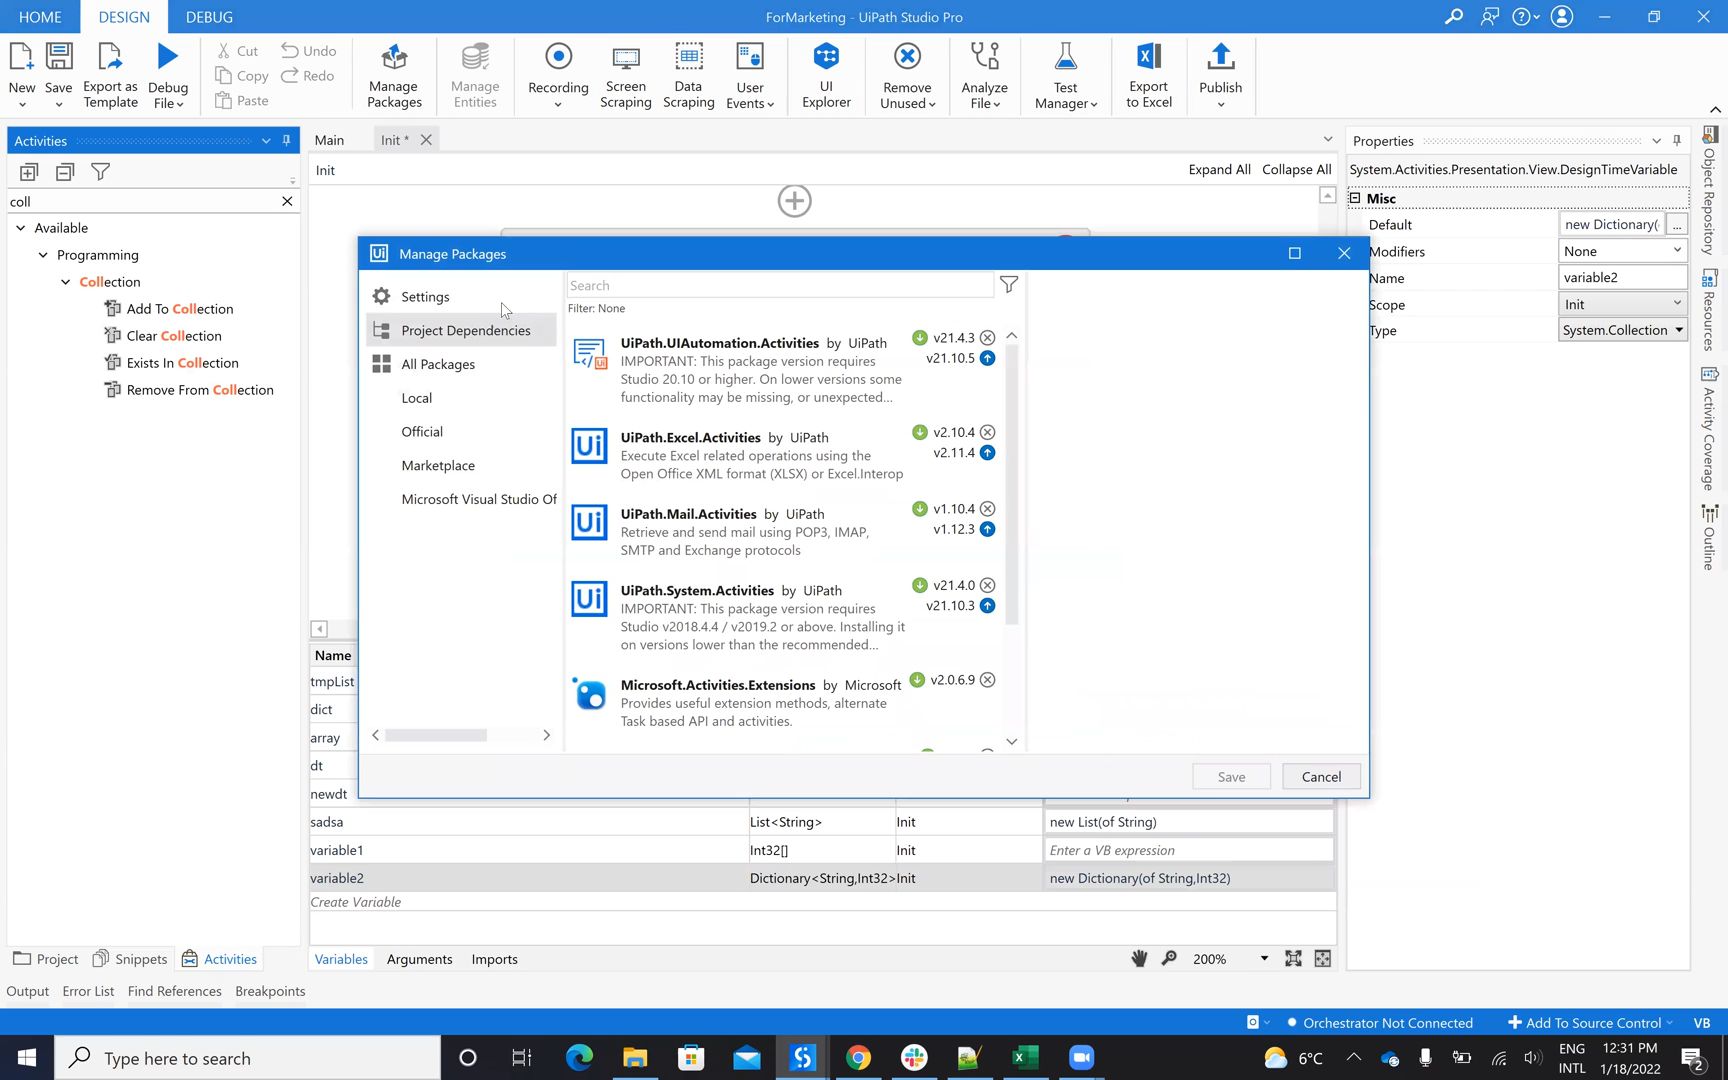 HOME
DESIGN
DEBUG
ForMarketing - UiPath Studio Pro
New
Save
Export as
Template
Debug
File
Cut
Copy
Paste
Undo
Redo
Manage
Packages
Manage
Entities
Recording
Screen
Scraping
Data
Scraping
User
Events
UI
Explorer
Remove
Unused
Analyze
File
Test
Manager
Export
to Excel
Publish
Activities
coll
Available
Programming
Collection
Add To Collection
Clear Collection
Exists In Collection
Remove From Collection
Main
Init *
Init
Expand All
Collapse All
Manage Packages
Settings
Project Dependencies
All Packages
Local
Official
Marketplace
Microsoft Visual Studio Of
Search
Filter: None
UiPath.UIAutomation.Activities by UiPath
IMPORTANT: This package version requires
Studio 20.10 or higher. On lower versions some
functionality may be missing, or unexpected...
v21.4.3
v21.10.5
UiPath.Excel.Activities by UiPath
Execute Excel related operations using the
Open Office XML format (XLSX) or Excel.Interop
v2.10.4
v2.11.4
UiPath.Mail.Activities by UiPath
Retrieve and send mail using POP3, IMAP,
SMTP and Exchange protocols
v1.10.4
v1.12.3
UiPath.System.Activities by UiPath
IMPORTANT: This package version requires
Studio v2018.4.4 / v2019.2 or above. Installing it
on versions lower than the recommended...
v21.4.0
v21.10.3
Microsoft.Activities.Extensions by Microsoft
Provides useful extension methods, alternate
Task based API and activities.
v2.0.6.9
Save
Cancel
Name
tmpList
dict
array
dt
newdt
sadsa List<String> Init new List(of String)
variable1 Int32[] Init Enter a VB expression
variable2 Dictionary<String,Int32> Init new Dictionary(of String,Int32)
Create Variable
Variables
Arguments
Imports
200%
Properties
System.Activities.Presentation.View.DesignTimeVariable
Misc
Default new Dictionary( ...
Modifiers None
Name variable2
Scope Init
Type System.Collection
Object Repository
Resources
Activity Coverage
Outline
Project
Snippets
Activities
Output
Error List
Find References
Breakpoints
Orchestrator Not Connected
Add To Source Control
VB
Type here to search
6°C
ENG
INTL
12:31 PM
1/18/2022
2